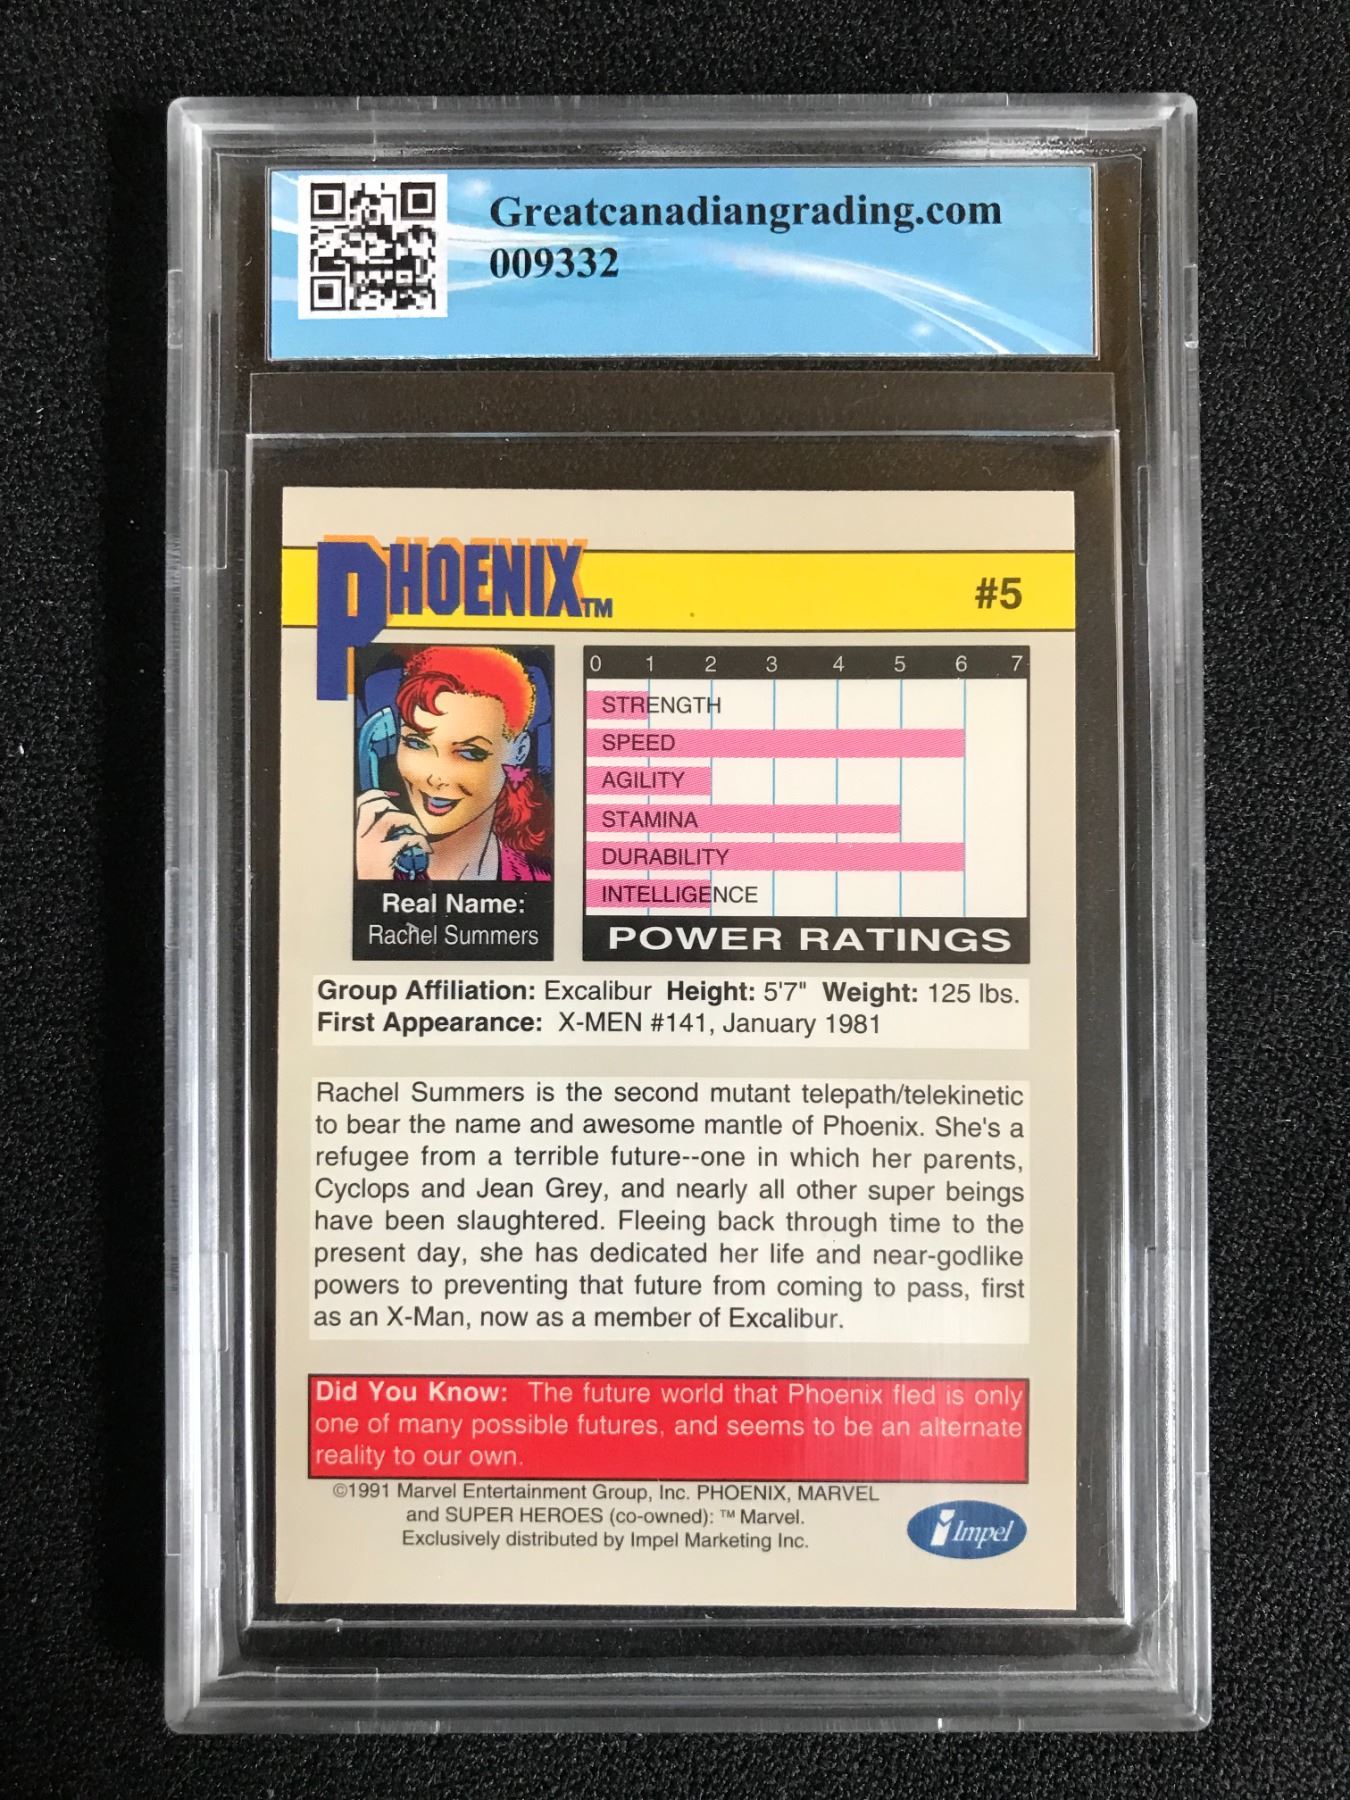 Greatcanadiangrading.com
009332
PHOENIX™
#5
0 1 2 3 4 5 6 7
STRENGTH
SPEED
AGILITY
STAMINA
DURABILITY
INTELLIGENCE
POWER RATINGS
Real Name:
Rachel Summers
Group Affiliation: Excalibur Height: 5'7" Weight: 125 lbs.
First Appearance: X-MEN #141, January 1981
Rachel Summers is the second mutant telepath/telekinetic
to bear the name and awesome mantle of Phoenix. She's a
refugee from a terrible future--one in which her parents,
Cyclops and Jean Grey, and nearly all other super beings
have been slaughtered. Fleeing back through time to the
present day, she has dedicated her life and near-godlike
powers to preventing that future from coming to pass, first
as an X-Man, now as a member of Excalibur.
Did You Know: The future world that Phoenix fled is only
one of many possible futures, and seems to be an alternate
reality to our own.
©1991 Marvel Entertainment Group, Inc. PHOENIX, MARVEL
and SUPER HEROES (co-owned): ™ Marvel.
Exclusively distributed by Impel Marketing Inc.
Impel